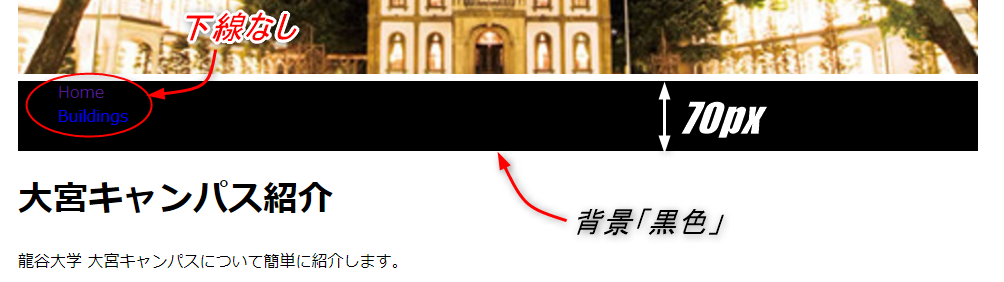 下線なし
Home
Buildings
70px
大宮キャンパス紹介
背景「黒色」
龍谷大学 大宮キャンパスについて簡単に紹介します。